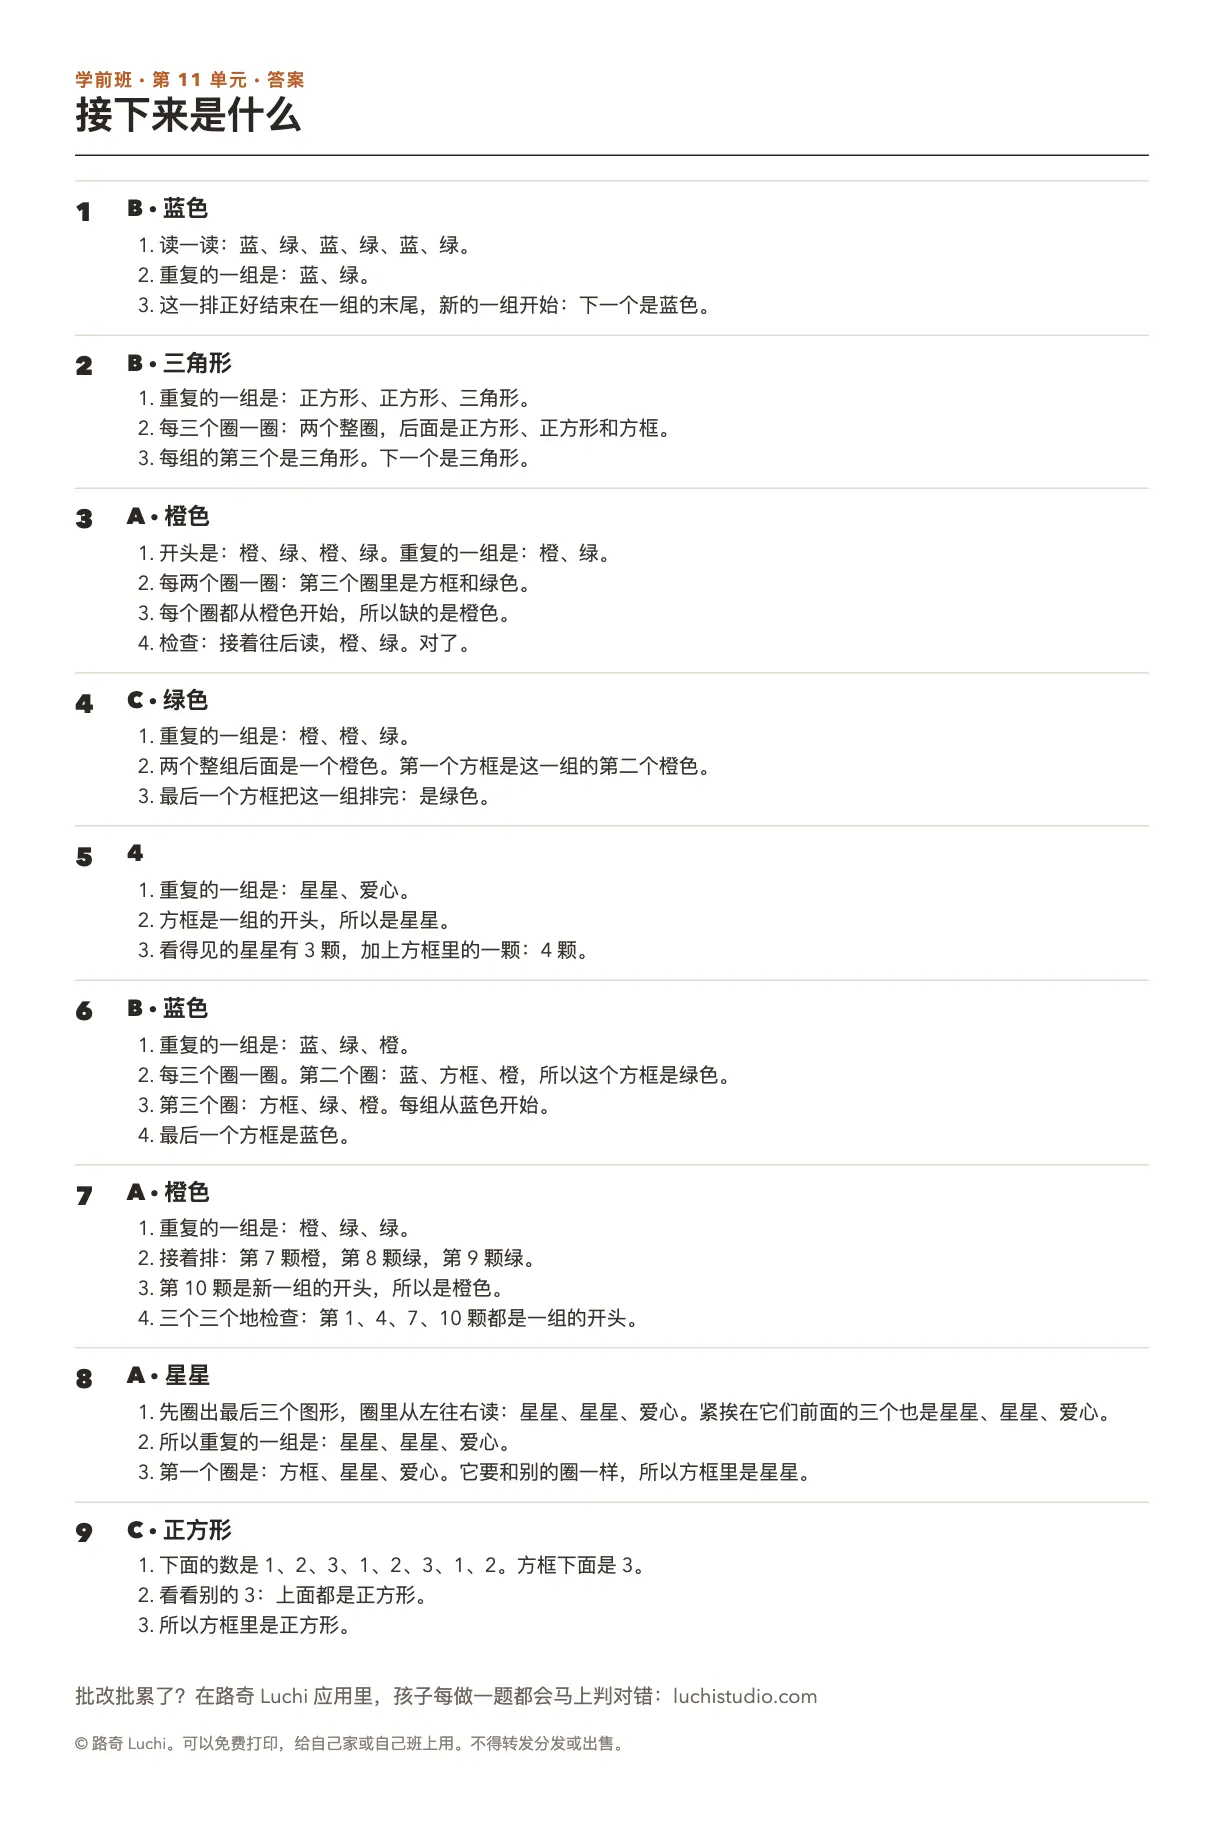 学前班 · 第 11 单元 · 答案
接下来是什么
1 B · 蓝色
1. 读一读：蓝、绿、蓝、绿、蓝、绿。
2. 重复的一组是：蓝、绿。
3. 这一排正好结束在一组的末尾，新的一组开始：下一个是蓝色。
2 B · 三角形
1. 重复的一组是：正方形、正方形、三角形。
2. 每三个圈一圈：两个整圈，后面是正方形、正方形和方框。
3. 每组的第三个是三角形。下一个是三角形。
3 A · 橙色
1. 开头是：橙、绿、橙、绿。重复的一组是：橙、绿。
2. 每两个圈一圈：第三个圈里是方框和绿色。
3. 每个圈都从橙色开始，所以缺的是橙色。
4. 检查：接着往后读，橙、绿。对了。
4 C · 绿色
1. 重复的一组是：橙、橙、绿。
2. 两个整组后面是一个橙色。第一个方框是这一组的第二个橙色。
3. 最后一个方框把这一组排完：是绿色。
5 4
1. 重复的一组是：星星、爱心。
2. 方框是一组的开头，所以是星星。
3. 看得见的星星有 3 颗，加上方框里的一颗：4 颗。
6 B · 蓝色
1. 重复的一组是：蓝、绿、橙。
2. 每三个圈一圈。第二个圈：蓝、方框、橙，所以这个方框是绿色。
3. 第三个圈：方框、绿、橙。每组从蓝色开始。
4. 最后一个方框是蓝色。
7 A · 橙色
1. 重复的一组是：橙、绿、绿。
2. 接着排：第 7 颗橙，第 8 颗绿，第 9 颗绿。
3. 第 10 颗是新一组的开头，所以是橙色。
4. 三个三个地检查：第 1、4、7、10 颗都是一组的开头。
8 A · 星星
1. 先圈出最后三个图形，圈里从左往右读：星星、星星、爱心。紧挨在它们前面的三个也是星星、星星、爱心。
2. 所以重复的一组是：星星、星星、爱心。
3. 第一个圈是：方框、星星、爱心。它要和别的圈一样，所以方框里是星星。
9 C · 正方形
1. 下面的数是 1、2、3、1、2、3、1、2。方框下面是 3。
2. 看看别的 3：上面都是正方形。
3. 所以方框里是正方形。
批改批累了？在路奇 Luchi 应用里，孩子每做一题都会马上判对错：luchistudio.com
© 路奇 Luchi。可以免费打印，给自己家或自己班上用。不得转发分发或出售。